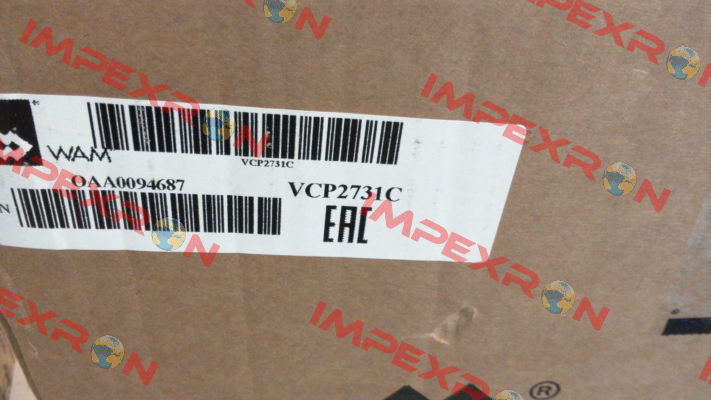 WAM®
VCP2731C
OAA0094687
VCP2731C
N
EAC
®
IMPEXRON
IMPEXRON
IMPEXRON
IMPEXRON
IMPEXRON
IMPEXRON
IMPEXRON
IMPEXRON